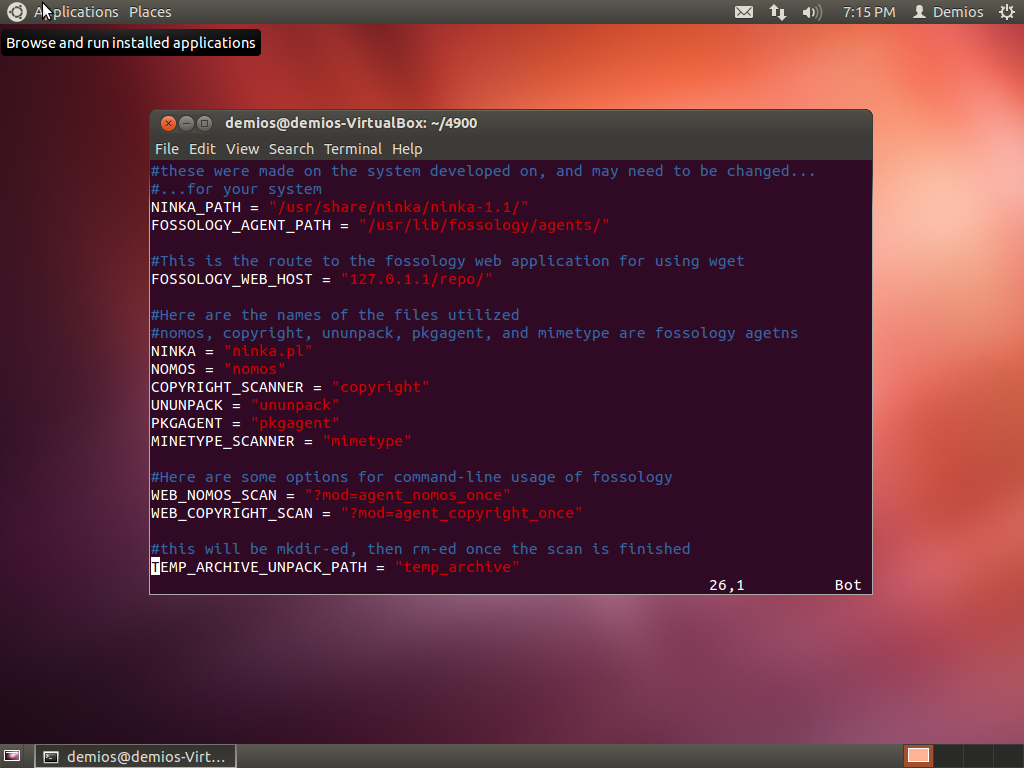 Applications Places 7:15 PM Demios
Browse and run installed applications
demios@demios-VirtualBox: ~/4900
File Edit View Search Terminal Help
#these were made on the system developed on, and may need to be changed...
#...for your system
NINKA_PATH = "/usr/share/ninka/ninka-1.1/"
FOSSOLOGY_AGENT_PATH = "/usr/lib/fossology/agents/"
#This is the route to the fossology web application for using wget
FOSSOLOGY_WEB_HOST = "127.0.1.1/repo/"
#Here are the names of the files utilized
#nomos, copyright, ununpack, pkgagent, and mimetype are fossology agetns
NINKA = "ninka.pl"
NOMOS = "nomos"
COPYRIGHT_SCANNER = "copyright"
UNUNPACK = "ununpack"
PKGAGENT = "pkgagent"
MINETYPE_SCANNER = "mimetype"
#Here are some options for command-line usage of fossology
WEB_NOMOS_SCAN = "?mod=agent_nomos_once"
WEB_COPYRIGHT_SCAN = "?mod=agent_copyright_once"
#this will be mkdir-ed, then rm-ed once the scan is finished
TEMP_ARCHIVE_UNPACK_PATH = "temp_archive"
26,1 Bot
demios@demios-Virt...